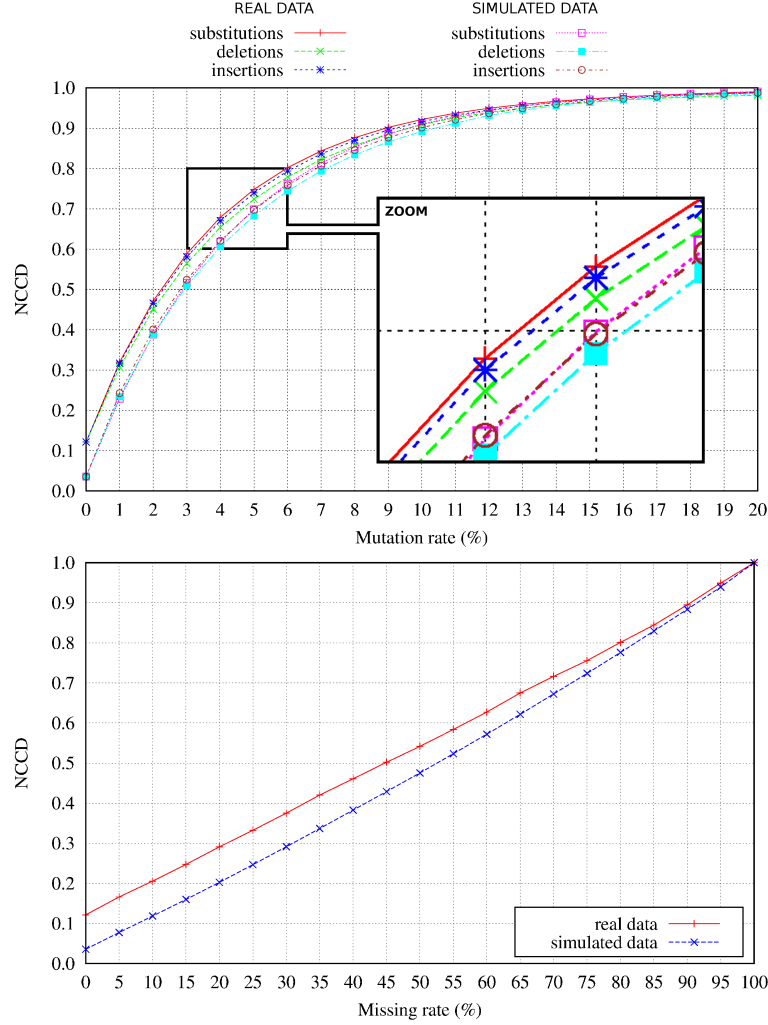 REAL DATA SIMULATED DATA
substitutions substitutions
deletions deletions
insertions insertions
1.0
0.9
0.8
0.7
0.6
0.5
0.4
0.3
0.2
0.1
0.0
NCCD
ZOOM
0 1 2 3 4 5 6 7 8 9 10 11 12 13 14 15 16 17 18 19 20
Mutation rate (%)
1.0
0.9
0.8
0.7
0.6
0.5
0.4
0.3
0.2
0.1
0.0
NCCD
real data
simulated data
0 5 10 15 20 25 30 35 40 45 50 55 60 65 70 75 80 85 90 95 100
Missing rate (%)